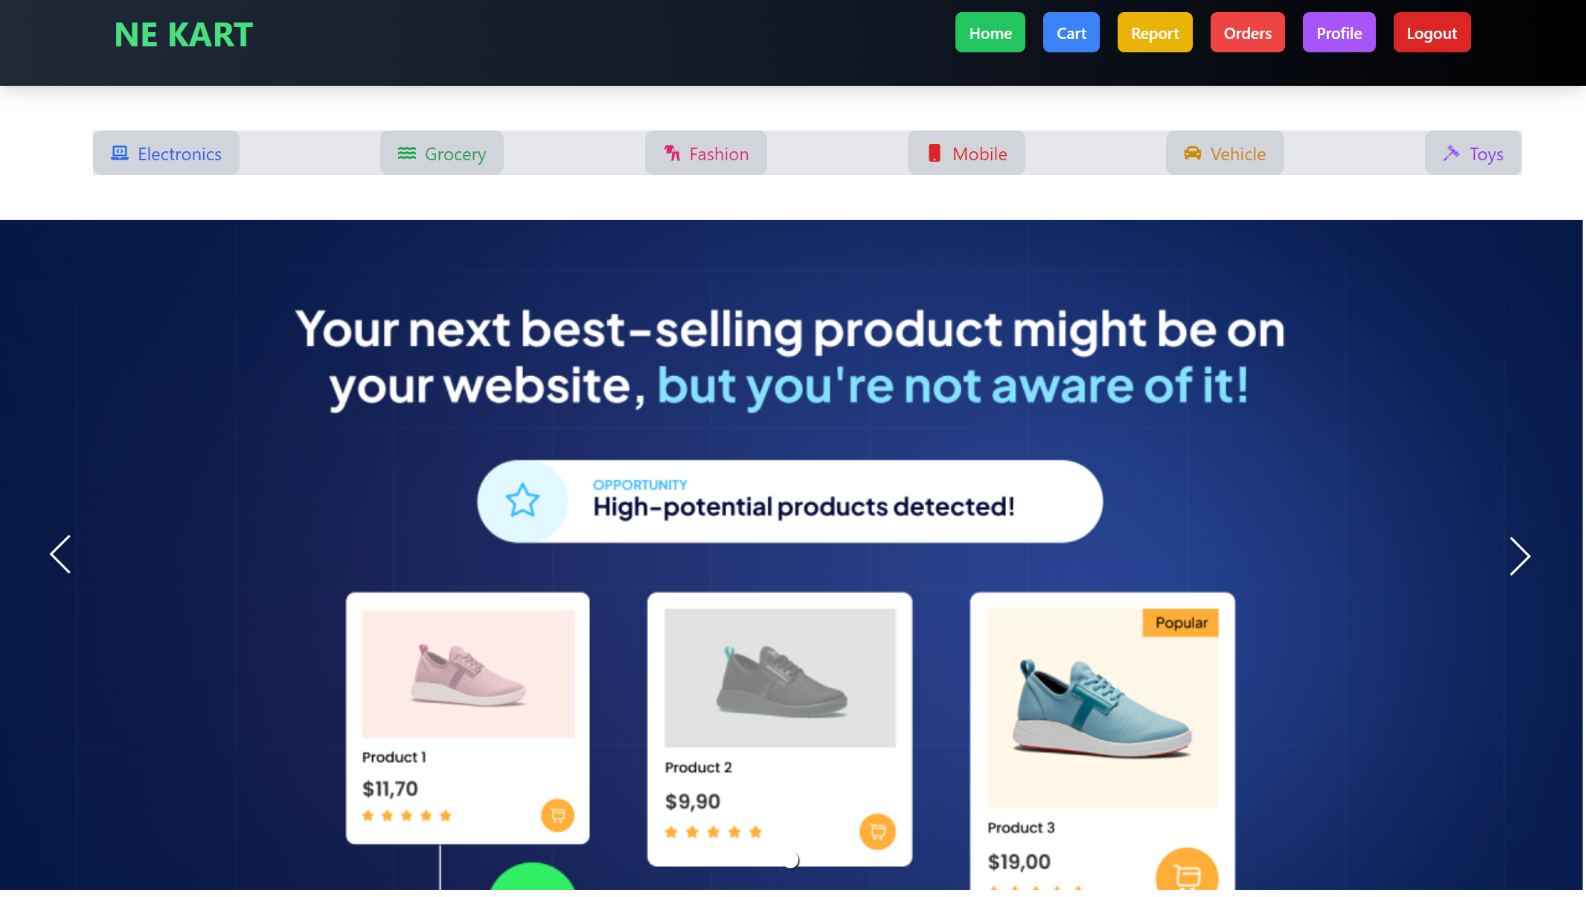 NE KART
Home
Cart
Report
Orders
Profile
Logout
Electronics
Grocery
Fashion
Mobile
Vehicle
Toys
Your next best-selling product might be on
your website, but you're not aware of it!
OPPORTUNITY
High-potential products detected!
Product 1
$11,70
Product 2
$9,90
Popular
Product 3
$19,00